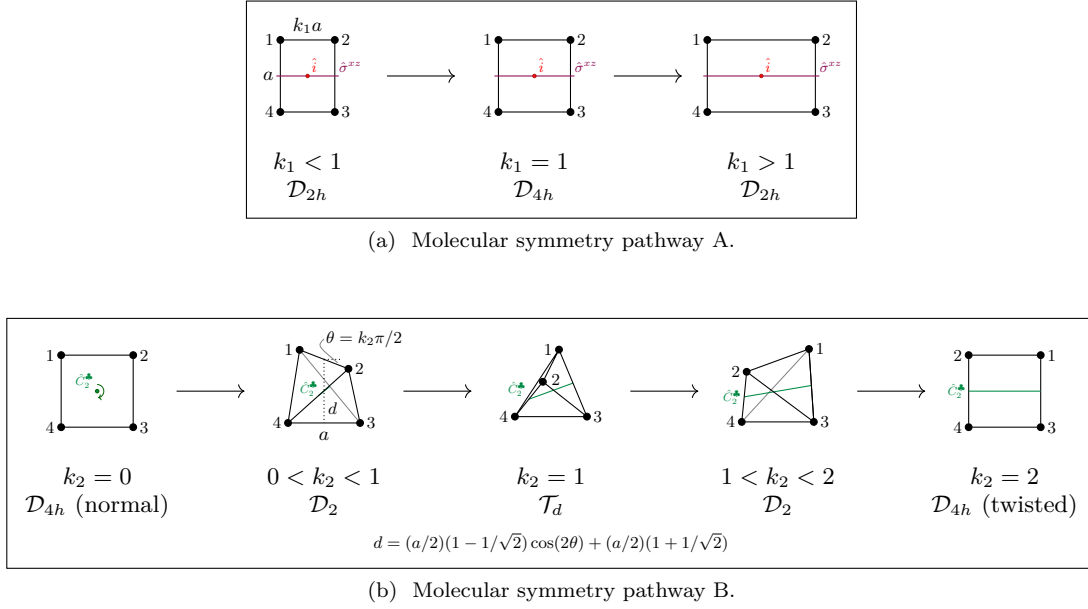 k₁a
1 2 1 2 1 2
a î σ̂ˣᶻ î σ̂ˣᶻ î σ̂ˣᶻ
4 3 4 3 4 3
k₁ < 1 k₁ = 1 k₁ > 1
𝒟₂ₕ 𝒟₄ₕ 𝒟₂ₕ
(a) Molecular symmetry pathway A.
θ = k₂π/2
1 2 1 2 1 2 2 1 2 1
Ĉ₂♣ Ĉ₂♣ Ĉ₂♣ Ĉ₂♣ Ĉ₂♣
d
4 3 4 3 4 3 4 3 4 3
a
k₂ = 0 0 < k₂ < 1 k₂ = 1 1 < k₂ < 2 k₂ = 2
𝒟₄ₕ (normal) 𝒟₂ 𝒯_d 𝒟₂ 𝒟₄ₕ (twisted)
d = (a/2)(1 − 1/√2) cos(2θ) + (a/2)(1 + 1/√2)
(b) Molecular symmetry pathway B.